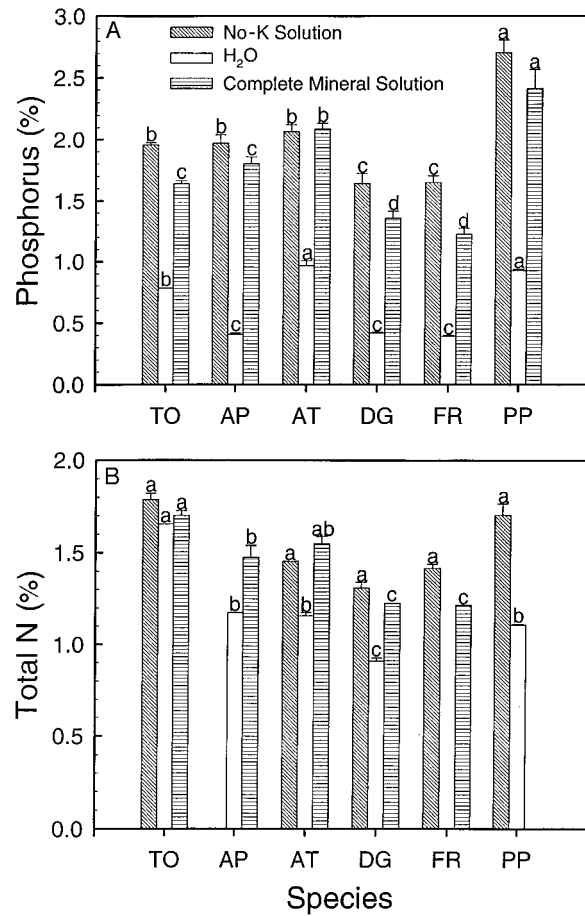 A
No-K Solution
H₂O
Complete Mineral Solution
Phosphorus (%)
3.0
2.5
2.0
1.5
1.0
0.5
0.0
b b c
b c c
b a b
c c d
c c d
a a a
TO AP AT DG FR PP
B
Total N (%)
2.0
1.5
1.0
0.5
0.0
a a a
b b
a b ab
a c c
a c
a b
TO AP AT DG FR PP
Species